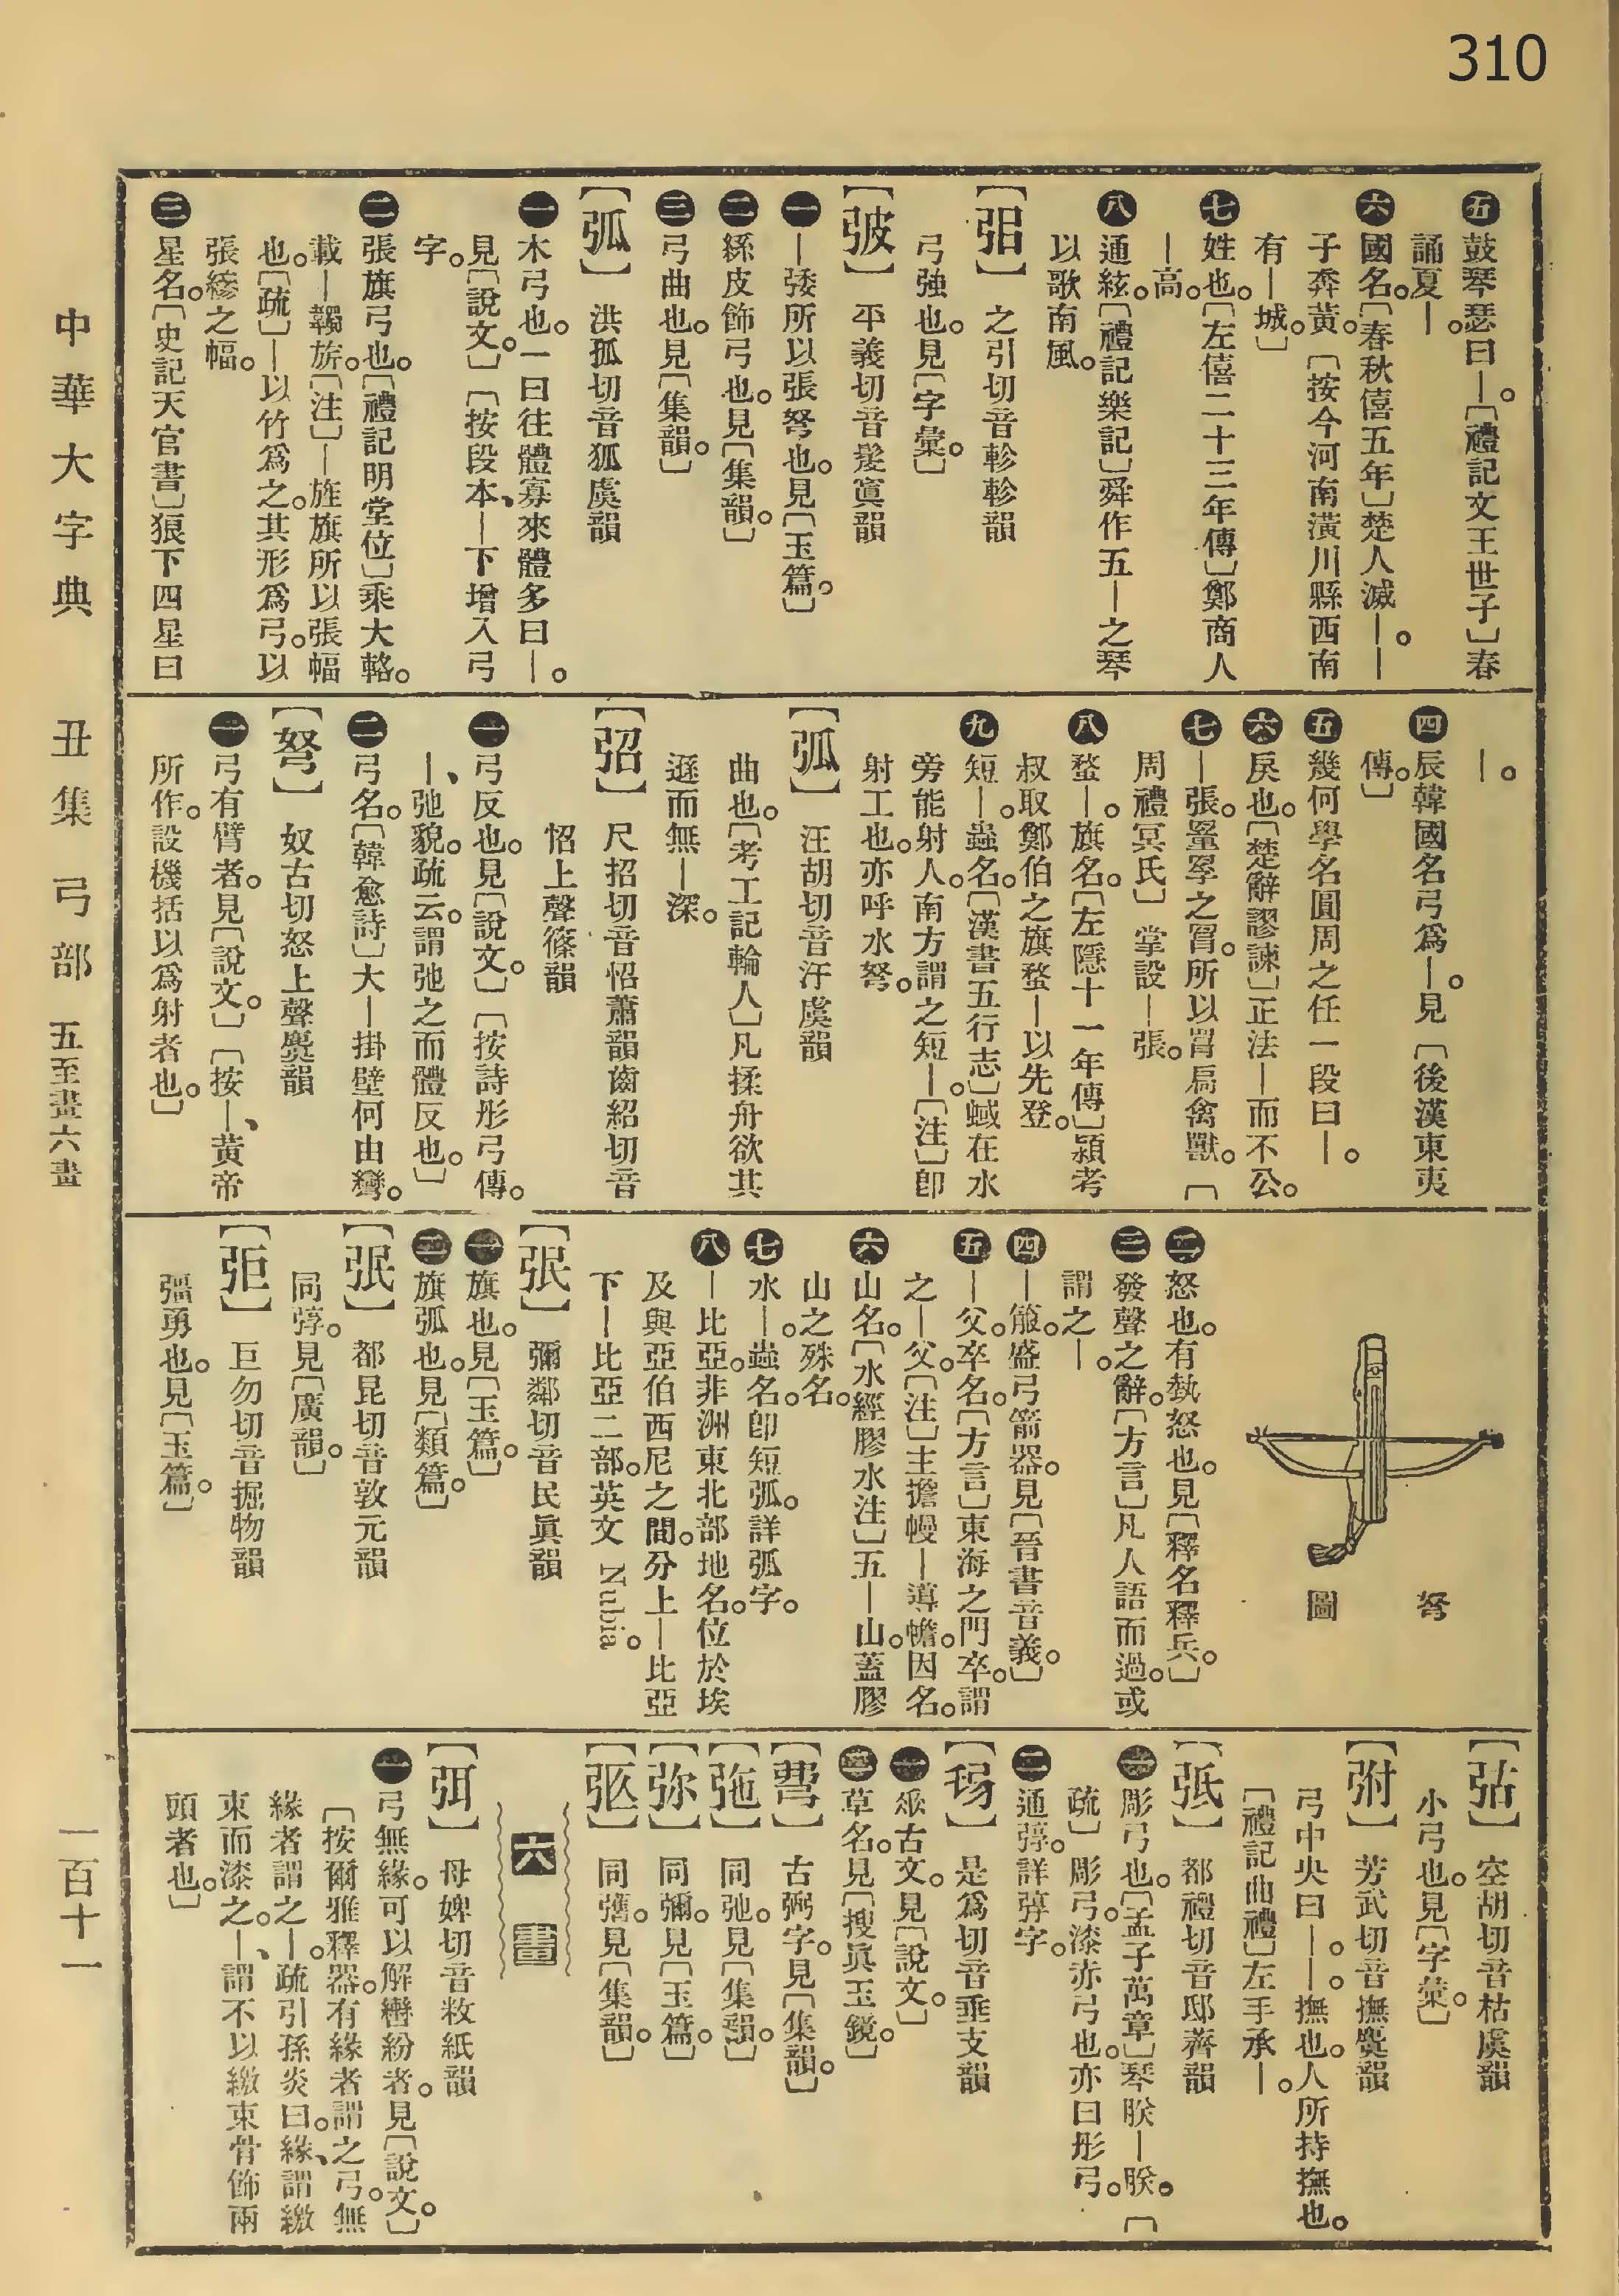 310
五 鼓琴瑟曰—。〔禮記文王世子〕春
誦夏—。
六 國名。〔春秋僖五年〕楚人滅—。—
子奔黃。〔按今河南潢川縣西南
有—城。〕
七 姓也。〔左僖二十三年傳〕鄭商人
—高。
八 通絃。〔禮記樂記〕舜作五—之琴
以歌南風。
〔弞〕 之引切音軫軫韻
弓強也。見〔字彙。〕
〔㢰〕 平義切音髲寘韻
一 —㢮所以張弩也。見〔玉篇。〕
二 絲皮飾弓也。見〔集韻。〕
三 弓曲也。見〔集韻。〕
〔弧〕 洪孤切音狐虞韻
一 木弓也。一曰往體寡、來體多曰—。
見〔說文。〕〔按段本—下增入弓
字。
二 張旗弓也。〔禮記明堂位〕乘大輅。
載—韣旂。〔注〕—旌旗所以張幅
也。〔疏〕—以竹爲之。其形爲弓。以
張縿之幅。
三 星名。〔史記天官書〕狼下四星曰
—。
四 辰韓國名弓爲—。見〔後漢東夷
傳。〕
五 幾何學名圓周之任一段曰—。
六 戾也。〔楚辭謬諫〕正法—而不公。
七 —張。罿罦之罥。所以罥扃禽獸。〔
周禮冥氏〕掌設—張。
八 蝥—。旗名。〔左隱十一年傳〕潁考
叔取鄭伯之旗蝥—以先登。
九 短—。蟲名。〔漢書五行志〕蜮在水
旁能射人。南方謂之短—。〔注〕卽
射工也。亦呼水弩。
〔弧〕 汪胡切音汙虞韻
曲也。〔考工記輪人〕凡揉舟欲其
遜而無—深。
〔弨〕 尺招切音怊蕭韻齒紹切音
怊上聲篠韻
一 弓反也。見〔說文。〕〔按詩彤弓傳。
—、弛貌。疏云。謂弛之而體反也。〕
二 弓名。〔韓愈詩〕大—掛壁何由彎。
〔弩〕 奴古切怒上聲麌韻
一 弓有臂者。見〔說文。〕〔按—、黃帝
所作。設機括以爲射者也。〕
弩
圖
二 怒也。有埶怒也。見〔釋名釋兵。〕
三 發聲之辭。〔方言〕凡人語而過。或
謂之—。
四 —箙。盛弓箭器。見〔晉書音義。〕
五 —父。卒名。〔方言〕東海之門卒。謂
之—父。〔注〕主擔幔—導幨。因名。
六 山名。〔水經膠水注〕五—山。蓋膠
山之殊名。
七 水—。蟲名。卽短弧。詳弧字。
八 —比亞。非洲東北部地名。位於埃
及與亞伯西尼之間。分上—比亞
下—比亞二部。英文 Nubia。
〔弡〕 彌鄰切音民眞韻
一 旗也。見〔玉篇。〕
二 旗弧也。見〔類篇。〕
〔弤〕 都昆切音敦元韻
同弴。見〔廣韻。〕
〔弡〕 巨勿切音掘物韻
彊勇也。見〔玉篇。〕
〔弙〕 空胡切音枯虞韻
小弓也。見〔字彙。〕
〔弣〕 芳武切音撫麌韻
弓中央曰—。—。撫也。人所持撫也。
〔禮記曲禮〕左手承—。
〔弤〕 都禮切音邸薺韻
一 彫弓也。〔孟子萬章〕琴朕—朕。〔
疏〕彫弓。漆赤弓也。亦曰彤弓。
二 通弴。詳弴字。
是爲切音垂支韻
一 古文。見〔說文。〕
二 草名。見〔搜眞玉鏡。〕
古弼字。見〔集韻。〕
〔㢮〕 同弛。見〔集韻。〕
〔弥〕 同彌。見〔玉篇。〕
同彄。見〔集韻。〕
六畫
〔弭〕 母婢切音敉紙韻
一 弓無緣。可以解轡紛者。見〔說文。〕
〔按爾雅釋器。有緣者謂之弓。無
緣者謂之—。疏引孫炎曰。緣、謂繳
束而漆之。—、謂不以繳束骨飾兩
頭者也。〕
中華大字典
丑集
弓部
五至畫六畫
一百十一